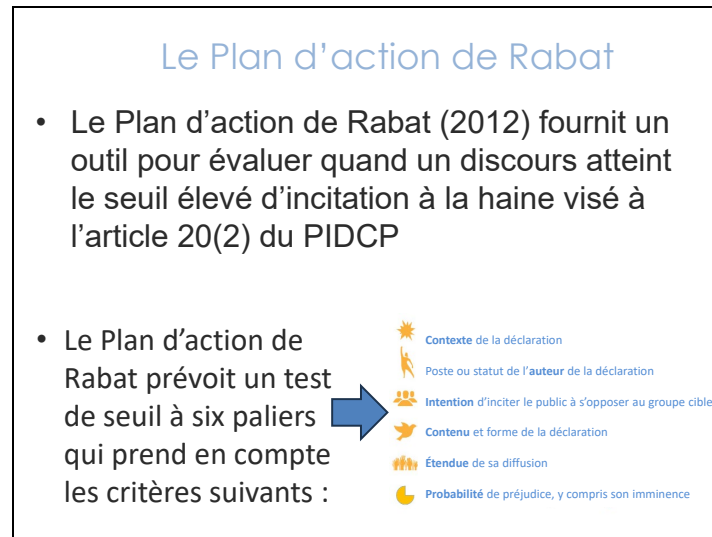 Le Plan d’action de Rabat
• Le Plan d’action de Rabat (2012) fournit un
outil pour évaluer quand un discours atteint
le seuil élevé d’incitation à la haine visé à
l’article 20(2) du PIDCP
• Le Plan d’action de
Rabat prévoit un test
de seuil à six paliers
qui prend en compte
les critères suivants :
Contexte de la déclaration
Poste ou statut de l’auteur de la déclaration
Intention d’inciter le public à s’opposer au groupe cible
Contenu et forme de la déclaration
Étendue de sa diffusion
Probabilité de préjudice, y compris son imminence